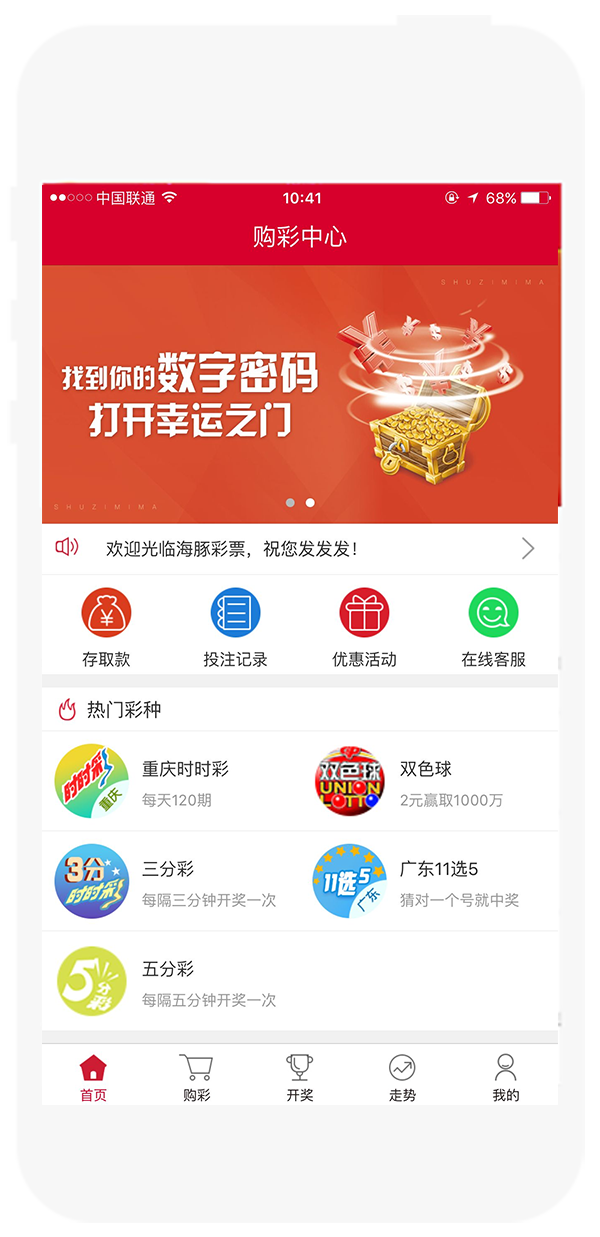 中国联通
10:41
68%
购彩中心
SHUZIMIMA
找到你的数字密码
打开幸运之门
SHUZIMIMA
欢迎光临海豚彩票，祝您发发发！
存取款
投注记录
优惠活动
在线客服
热门彩种
时时彩
重庆
重庆时时彩
每天120期
双色球
UNION
LOTTO
双色球
2元赢取1000万
3分
时时彩
三分彩
每隔三分钟开奖一次
11选5
广东
广东11选5
猜对一个号就中奖
5分彩
五分彩
每隔五分钟开奖一次
首页
购彩
开奖
走势
我的